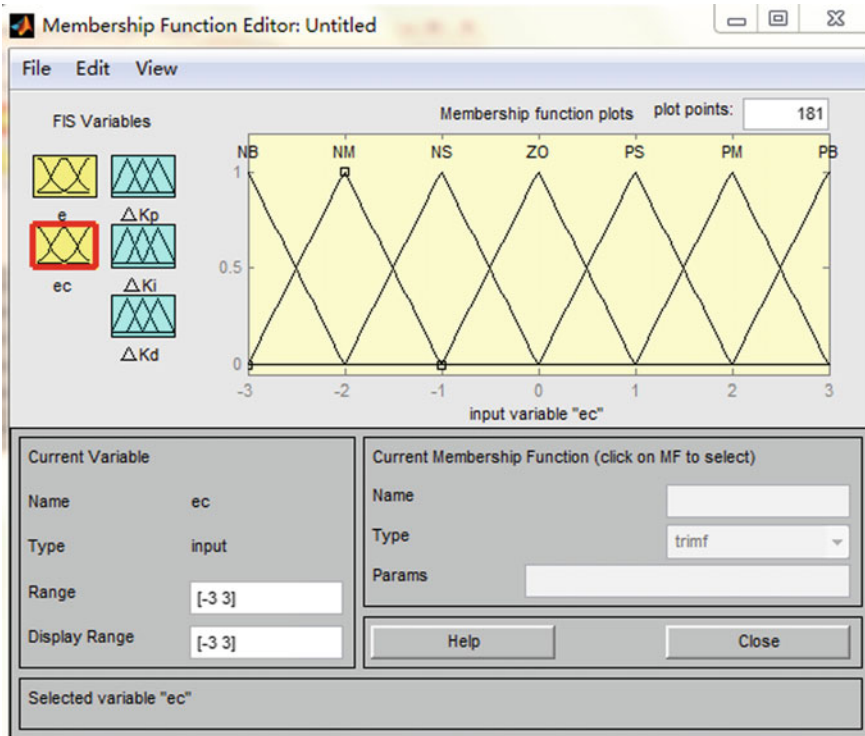 Membership Function Editor: Untitled
File Edit View
FIS Variables
Membership function plots plot points: 181
e
ΔKp
ec
ΔKi
ΔKd
NB NM NS ZO PS PM PB
1
0.5
0
-3 -2 -1 0 1 2 3
input variable "ec"
Current Variable
Name ec
Type input
Range [-3 3]
Display Range [-3 3]
Current Membership Function (click on MF to select)
Name
Type trimf
Params
Help Close
Selected variable "ec"